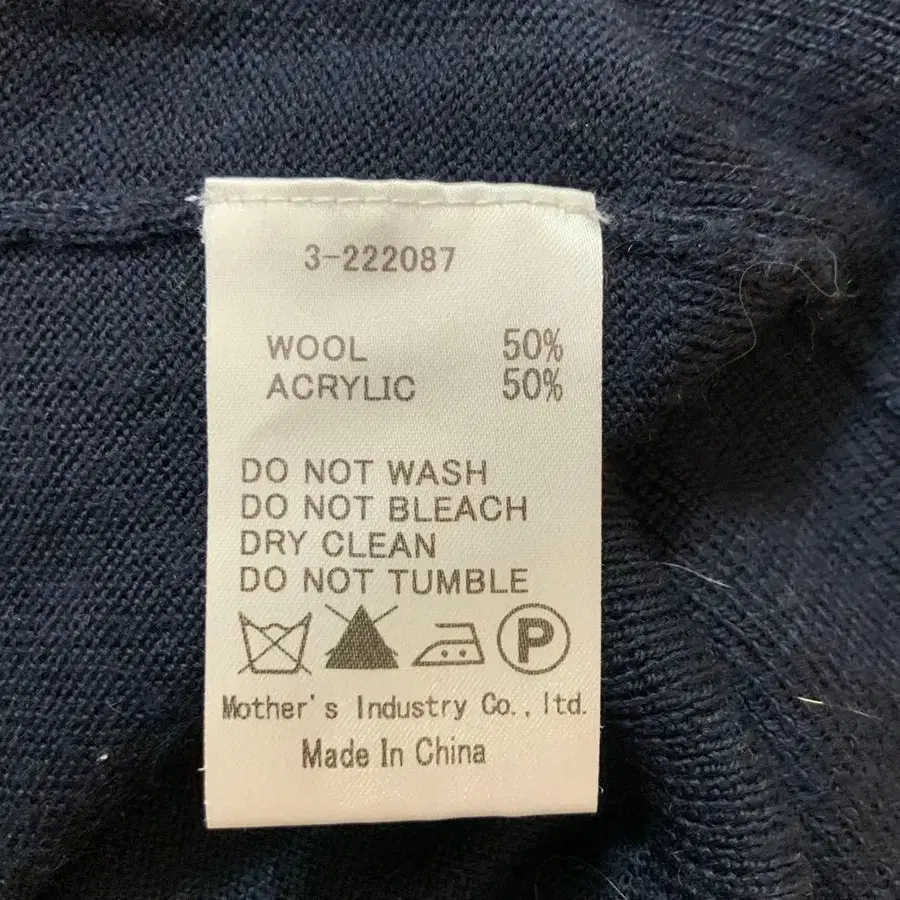 3-222087
WOOL 50%
ACRYLIC 50%
DO NOT WASH
DO NOT BLEACH
DRY CLEAN
DO NOT TUMBLE
P
Mother's Industry Co., ltd.
Made In China